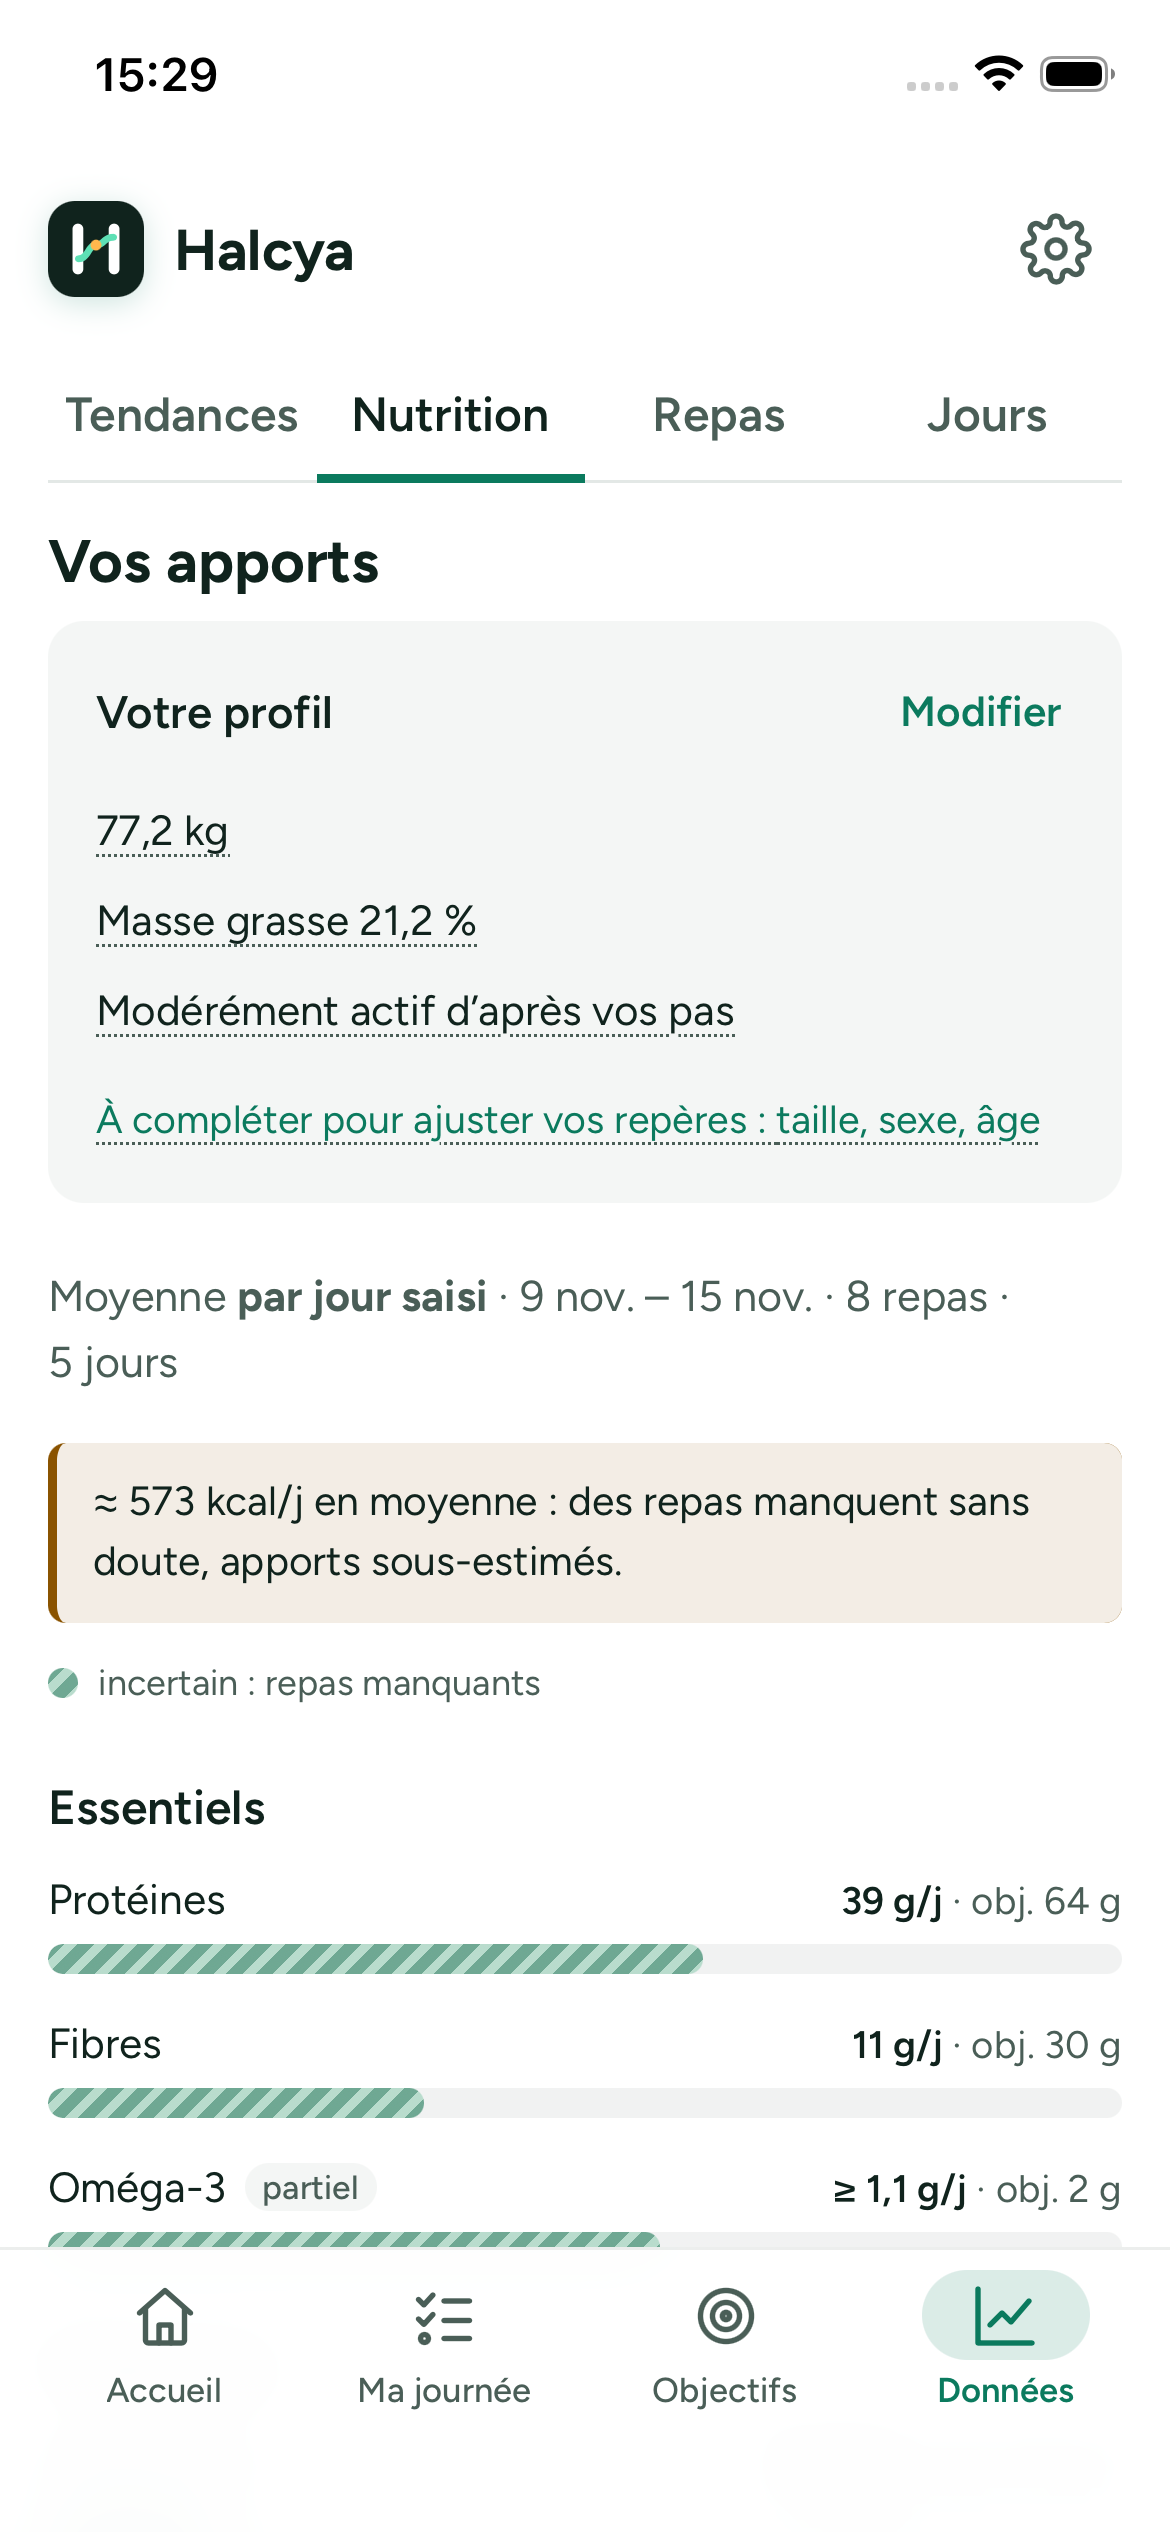 15:29
Halcya
Tendances Nutrition Repas Jours
Vos apports
Votre profil Modifier
77,2 kg
Masse grasse 21,2 %
Modérément actif d’après vos pas
À compléter pour ajuster vos repères : taille, sexe, âge
Moyenne par jour saisi · 9 nov. – 15 nov. · 8 repas ·
5 jours
≈ 573 kcal/j en moyenne : des repas manquent sans
doute, apports sous-estimés.
incertain : repas manquants
Essentiels
Protéines 39 g/j · obj. 64 g
Fibres 11 g/j · obj. 30 g
Oméga-3 partiel ≥ 1,1 g/j · obj. 2 g
Accueil Ma journée Objectifs Données